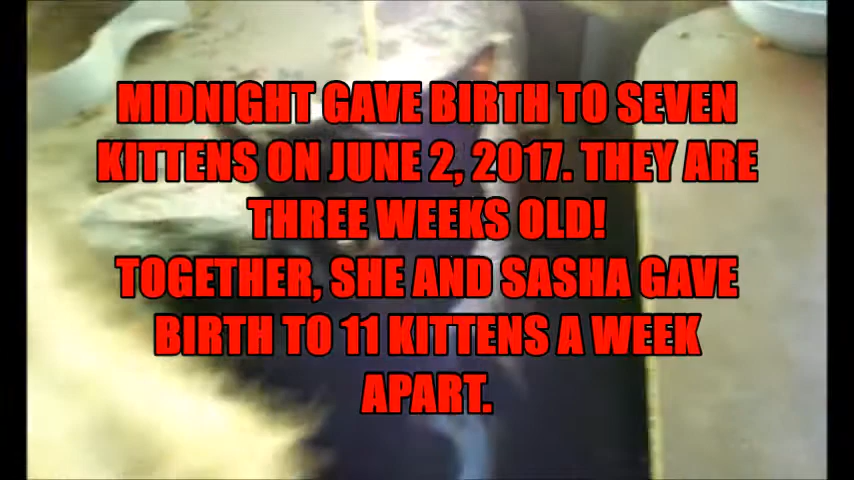 MIDNIGHT GAVE BIRTH TO SEVEN
KITTENS ON JUNE 2, 2017. THEY ARE
THREE WEEKS OLD!
TOGETHER, SHE AND SASHA GAVE
BIRTH TO 11 KITTENS A WEEK
APART.